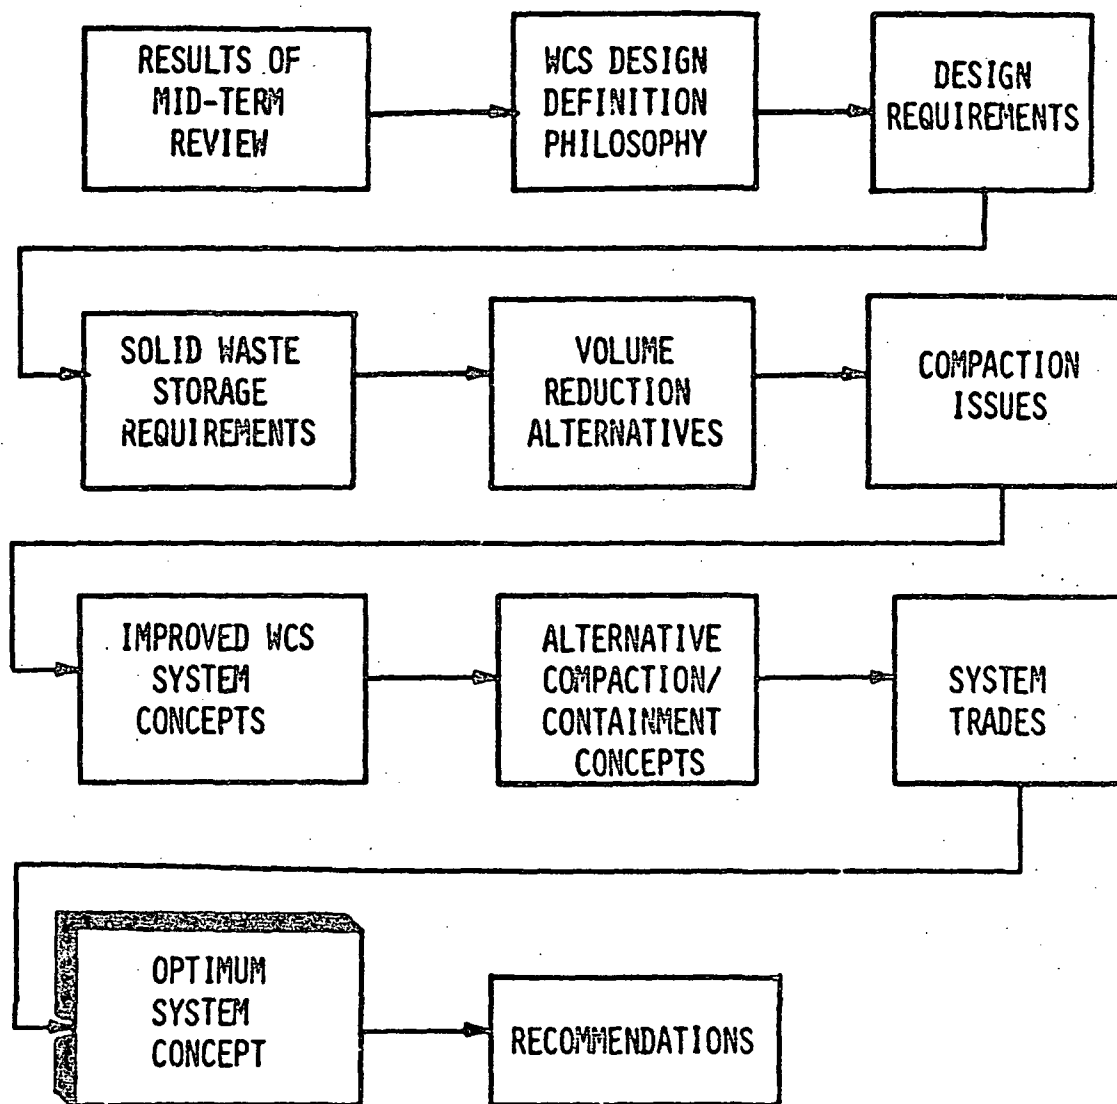 RESULTS OF
MID-TERM
REVIEW
WCS DESIGN
DEFINITION
PHILOSOPHY
DESIGN
REQUIREMENTS
SOLID WASTE
STORAGE
REQUIREMENTS
VOLUME
REDUCTION
ALTERNATIVES
COMPACTION
ISSUES
IMPROVED WCS
SYSTEM
CONCEPTS
ALTERNATIVE
COMPACTION/
CONTAINMENT
CONCEPTS
SYSTEM
TRADES
OPTIMUM
SYSTEM
CONCEPT
RECOMMENDATIONS